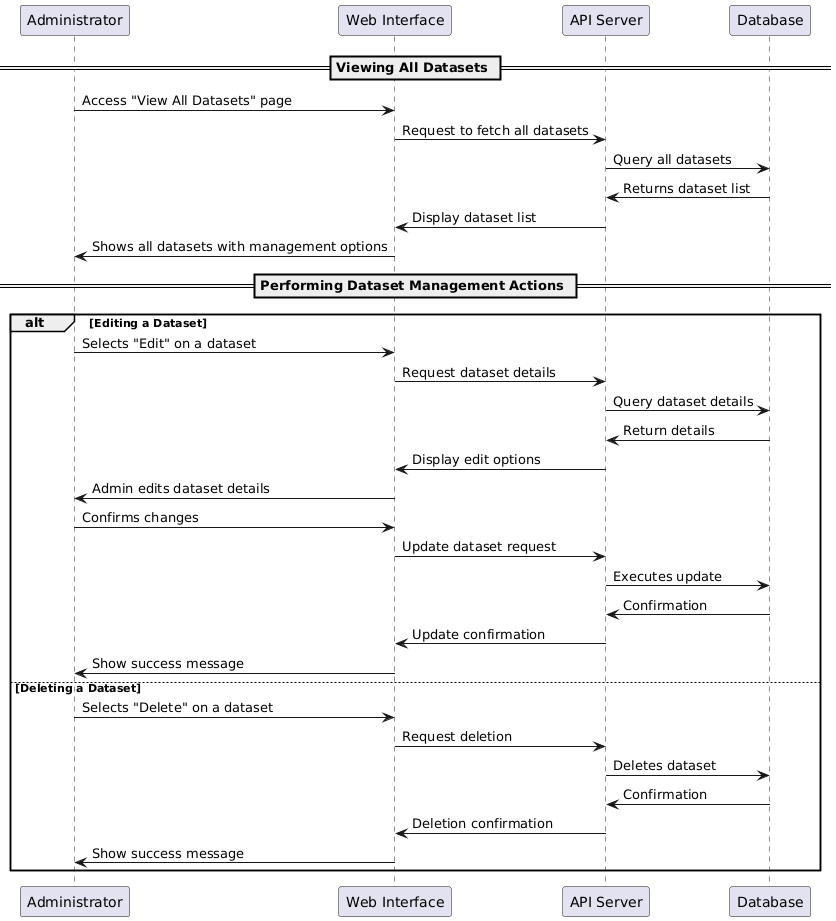 Administrator
Web Interface
API Server
Database
Viewing All Datasets
Access "View All Datasets" page
Request to fetch all datasets
Query all datasets
Returns dataset list
Display dataset list
Shows all datasets with management options
Performing Dataset Management Actions
alt
[Editing a Dataset]
Selects "Edit" on a dataset
Request dataset details
Query dataset details
Return details
Display edit options
Admin edits dataset details
Confirms changes
Update dataset request
Executes update
Confirmation
Update confirmation
Show success message
[Deleting a Dataset]
Selects "Delete" on a dataset
Request deletion
Deletes dataset
Confirmation
Deletion confirmation
Show success message
Administrator
Web Interface
API Server
Database